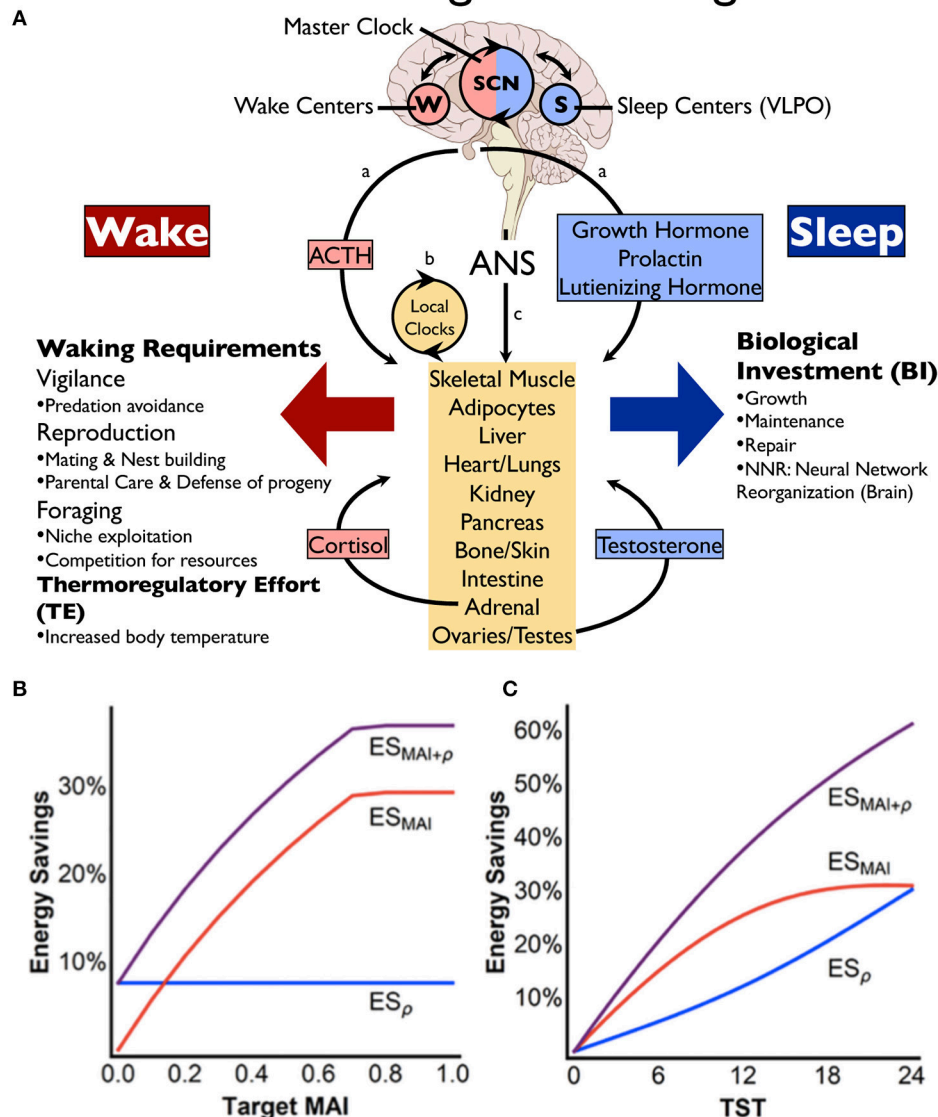 A
Master Clock
SCN
W
S
Wake Centers
Sleep Centers (VLPO)
a
a
Wake
Sleep
ACTH
Growth Hormone
Prolactin
Lutienizing Hormone
ANS
b
c
Local
Clocks
Waking Requirements
Vigilance
•Predation avoidance
Reproduction
•Mating & Nest building
•Parental Care & Defense of progeny
Foraging
•Niche exploitation
•Competition for resources
Thermoregulatory Effort
(TE)
•Increased body temperature
Skeletal Muscle
Adipocytes
Liver
Heart/Lungs
Kidney
Pancreas
Bone/Skin
Intestine
Adrenal
Ovaries/Testes
Cortisol
Testosterone
Biological
Investment (BI)
•Growth
•Maintenance
•Repair
•NNR: Neural Network
Reorganization (Brain)
B
Energy Savings
30%
20%
10%
ESMAI+ρ
ESMAI
ESρ
0.0 0.2 0.4 0.6 0.8 1.0
Target MAI
C
Energy Savings
60%
50%
40%
30%
20%
10%
ESMAI+ρ
ESMAI
ESρ
0 6 12 18 24
TST